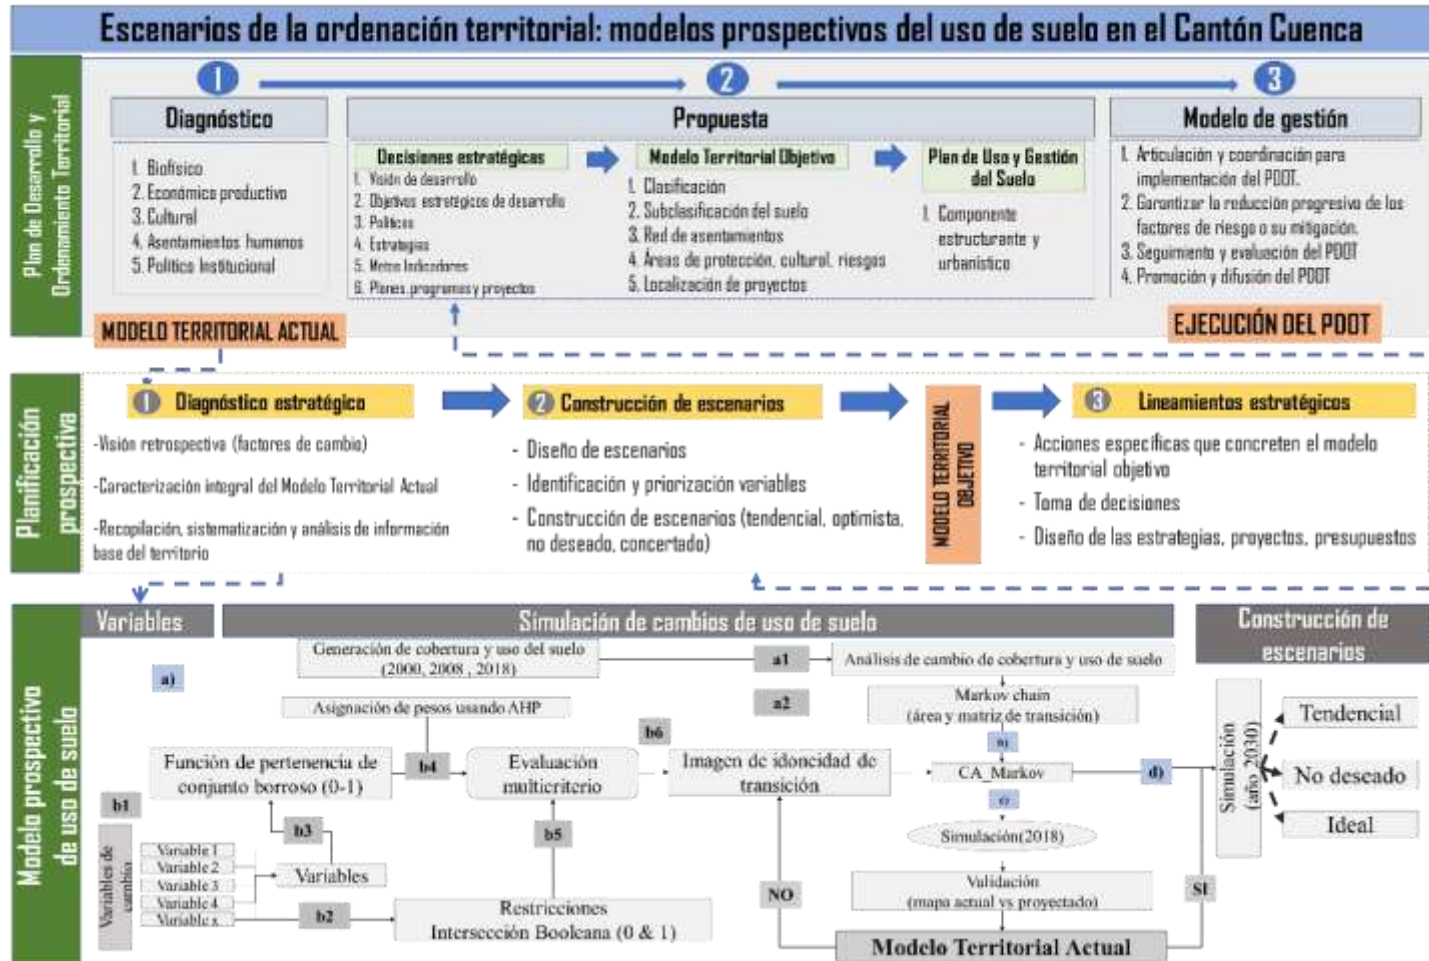 Escenarios de la ordenación territorial: modelos prospectivos del uso de suelo en el Cantón Cuenca
Plan de Desarrollo y
Ordenamiento Territorial
1
2
3
Diagnóstico
1. Biofísico
2. Económico productivo
3. Cultural
4. Asentamientos humanos
5. Político Institucional
MODELO TERRITORIAL ACTUAL
Propuesta
Decisiones estratégicas
1. Visión de desarrollo
2. Objetivos estratégicos de desarrollo
3. Políticas
4. Estrategias
5. Metas Indicadores
6. Planes, programas y proyectos
Modelo Territorial Objetivo
1. Clasificación
2. Subclasificación del suelo
3. Red de asentamientos
4. Áreas de protección, cultural, riesgos
5. Localización de proyectos
Plan de Uso y Gestión
del Suelo
1. Componente
estructurante y
urbanístico
Modelo de gestión
1. Articulación y coordinación para
implementación del PDOT.
2. Garantizar la reducción progresiva de los
factores de riesgo o su mitigación.
3. Seguimiento y evaluación del PDOT
4. Promoción y difusión del PDOT
EJECUCIÓN DEL PDOT
Planificación
prospectiva
1 Diagnóstico estratégico
-Visión retrospectiva (factores de cambio)
-Caracterización integral del Modelo Territorial Actual
-Recopilación, sistematización y análisis de información
base del territorio
2 Construcción de escenarios
- Diseño de escenarios
- Identificación y priorización variables
- Construcción de escenarios (tendencial, optimista,
no deseado, concertado)
MODELO TERRITORIAL
OBJETIVO
3 Lineamientos estratégicos
- Acciones específicas que concreten el modelo
territorial objetivo
- Toma de decisiones
- Diseño de las estrategias, proyectos, presupuestos
Modelo prospectivo
de uso de suelo
Variables
Simulación de cambios de uso de suelo
Construcción de
escenarios
a)
Generación de cobertura y uso del suelo
(2000, 2008 , 2018)
a1
Análisis de cambio de cobertura y uso de suelo
a2
Markov chain
(área y matriz de transición)
Asignación de pesos usando AHP
b6
b)
Función de pertenencia de
conjunto borroso (0-1)
b4
Evaluación
multicriterio
Imagen de idoneidad de
transición
CA_Markov
d)
c)
b1
b3
b5
Simulación(2018)
Variables de
cambio
Variable 1
Variable 2
Variable 3
Variable 4
Variable x
Variables
b2
Restricciones
Intersección Booleana (0 & 1)
NO
Validación
(mapa actual vs proyectado)
SI
Modelo Territorial Actual
Simulación
(año 2030)
Tendencial
No deseado
Ideal